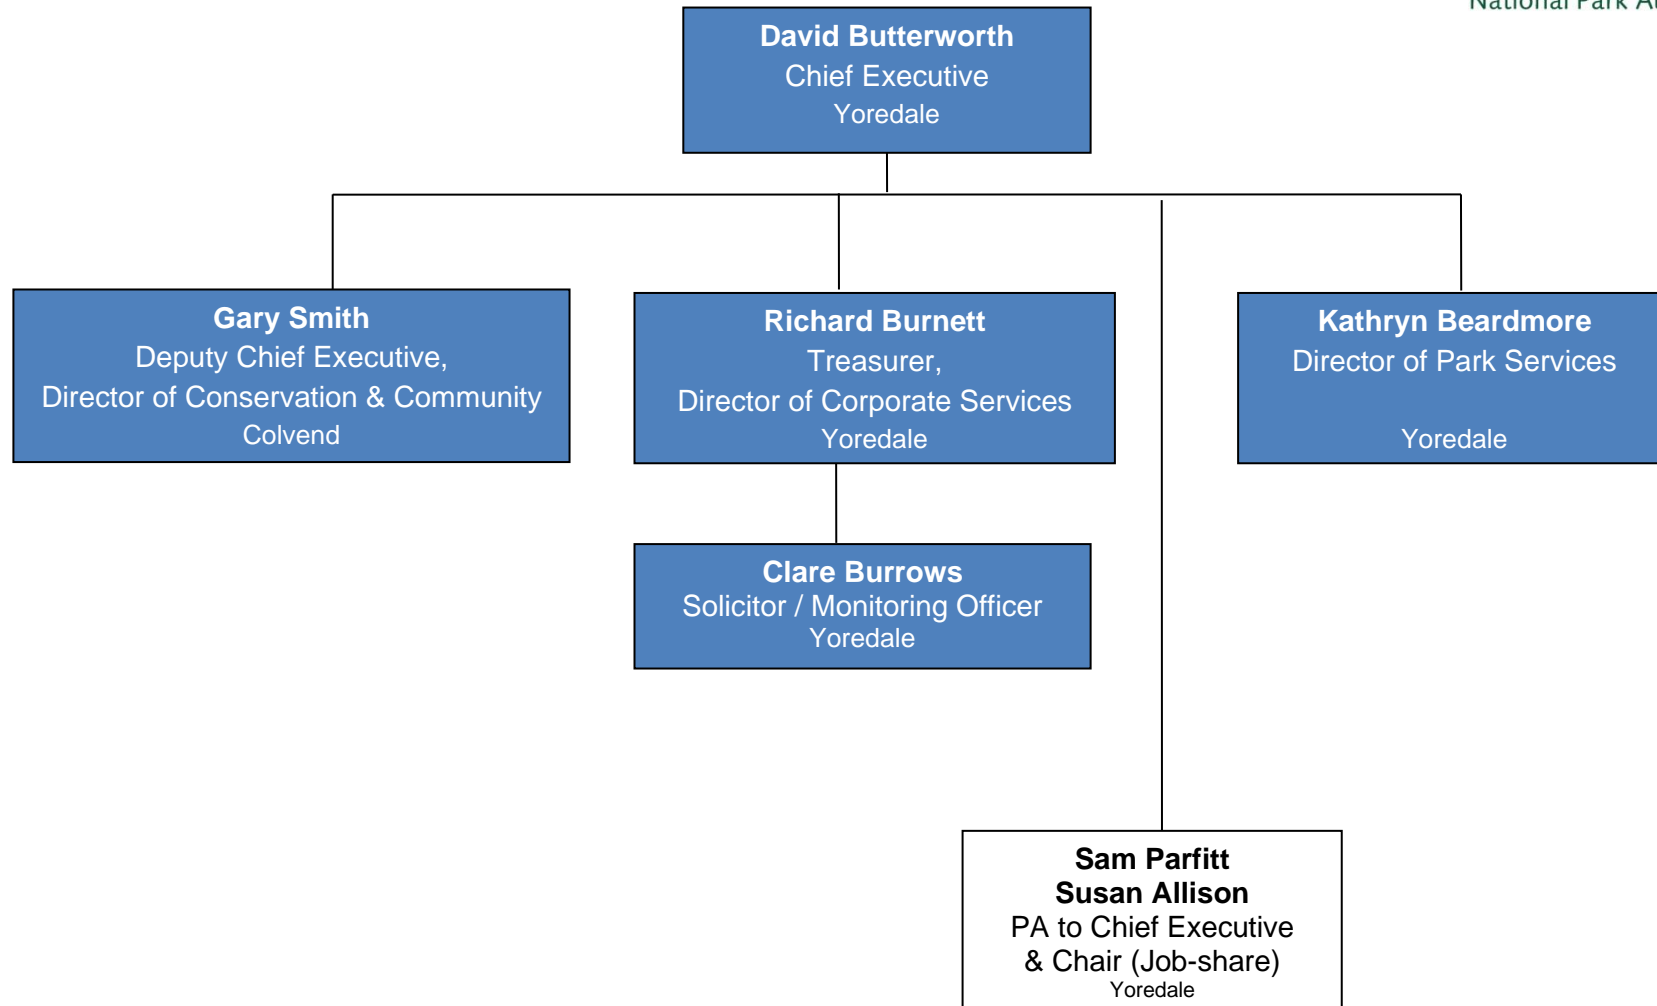 National Park
David Butterworth
Chief Executive
Yoredale
Gary Smith
Deputy Chief Executive,
Director of Conservation & Community
Colvend
Richard Burnett
Treasurer,
Director of Corporate Services
Yoredale
Kathryn Beardmore
Director of Park Services
Yoredale
Clare Burrows
Solicitor / Monitoring Officer
Yoredale
Sam Parfitt
Susan Allison
PA to Chief Executive
& Chair (Job-share)
Yoredale